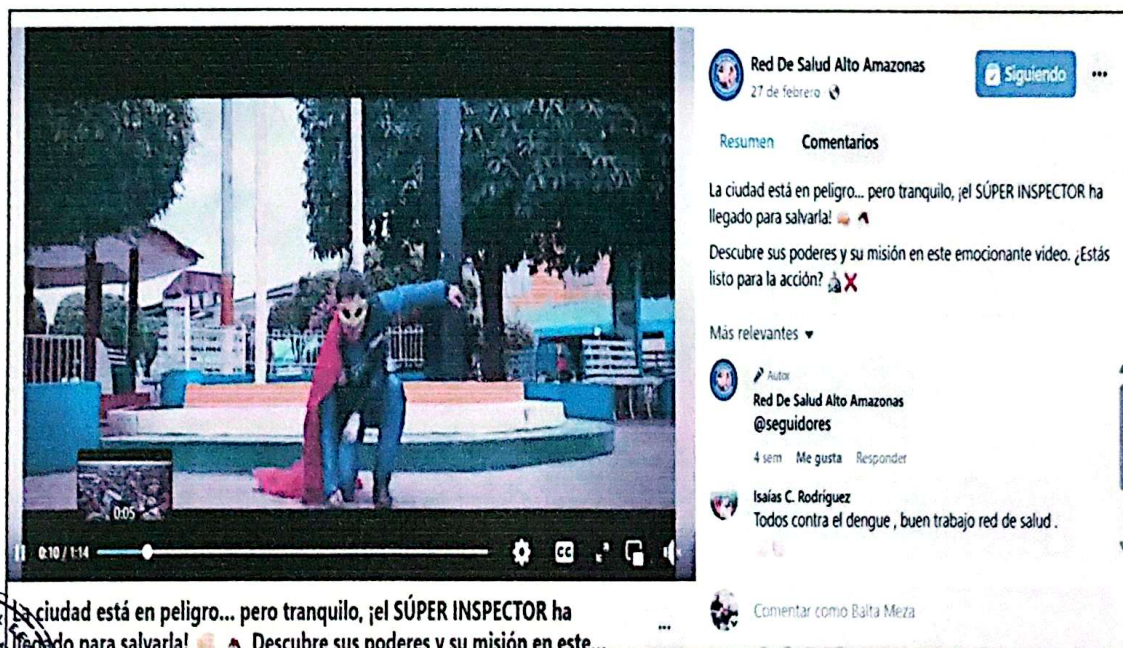 Red De Salud Alto Amazonas
27 de febrero
Siguiendo
Resumen Comentarios
La ciudad está en peligro... pero tranquilo, ¡el SÚPER INSPECTOR ha
llegado para salvarla!
Descubre sus poderes y su misión en este emocionante video. ¿Estás
listo para la acción?
Más relevantes
Autor
Red De Salud Alto Amazonas
@seguidores
4 sem Me gusta Responder
Isaías C. Rodríguez
Todos contra el dengue , buen trabajo red de salud .
Comentar como Balta Meza
0:05
0:10 / 1:14
CC
La ciudad está en peligro... pero tranquilo, ¡el SÚPER INSPECTOR ha
llegado para salvarla! Descubre sus poderes y su misión en este...